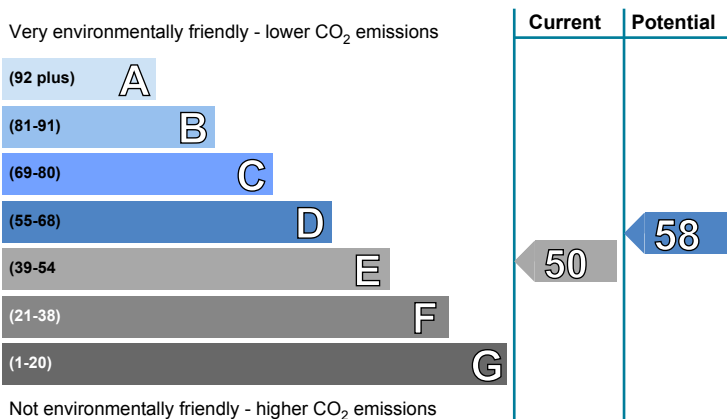 Very environmentally friendly - lower CO2 emissions
Current
Potential
(92 plus) A
(81-91) B
(69-80) C
(55-68) D
(39-54 E
(21-38) F
(1-20) G
50
58
Not environmentally friendly - higher CO2 emissions